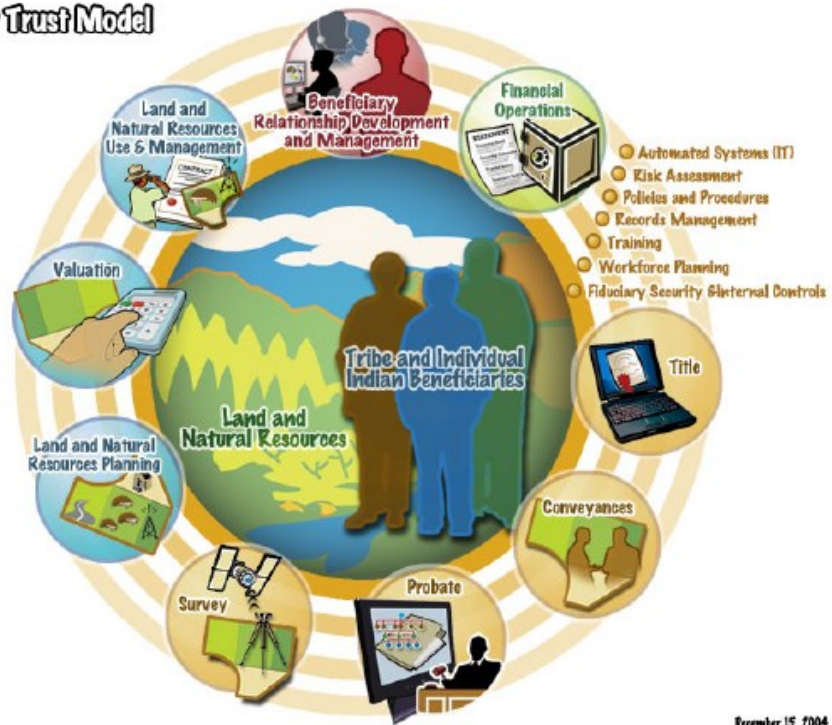 Trust Model
Beneficiary
Relationship Development
and Management
Financial
Operations
STATEMENT
Automated Systems (IT)
Risk Assessment
Policies and Procedures
Records Management
Training
Workforce Planning
Fiduciary Security &Internal Controls
Title
Conveyances
Probate
Survey
Land and Natural
Resources Planning
Valuation
Land and
Natural Resources
Use & Management
CONTRACT
Tribe and Individual
Indian Beneficiaries
Land and
Natural Resources
December 15, 2004